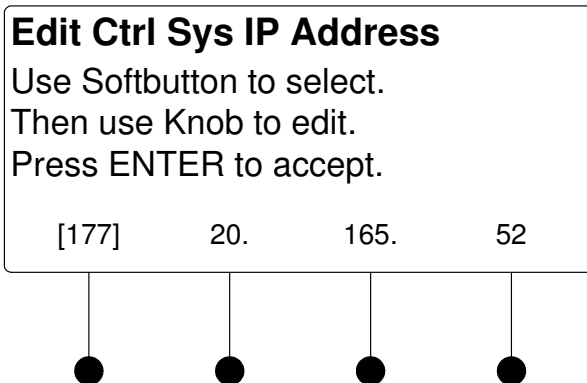 Edit Ctrl Sys IP Address
Use Softbutton to select.
Then use Knob to edit.
Press ENTER to accept.
[177] 20. 165. 52